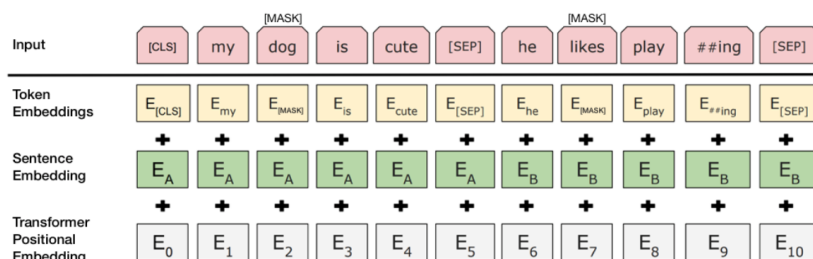 [MASK] [MASK]
Input [CLS] my dog is cute [SEP] he likes play ##ing [SEP]
Token
Embeddings
E[CLS] Emy E[MASK] Eis Ecute E[SEP] Ehe E[MASK] Eplay E##ing E[SEP]
+ + + + + + + + + + +
Sentence
Embedding
EA EA EA EA EA EA EB EB EB EB EB
+ + + + + + + + + + +
Transformer
Positional
Embedding
E0 E1 E2 E3 E4 E5 E6 E7 E8 E9 E10